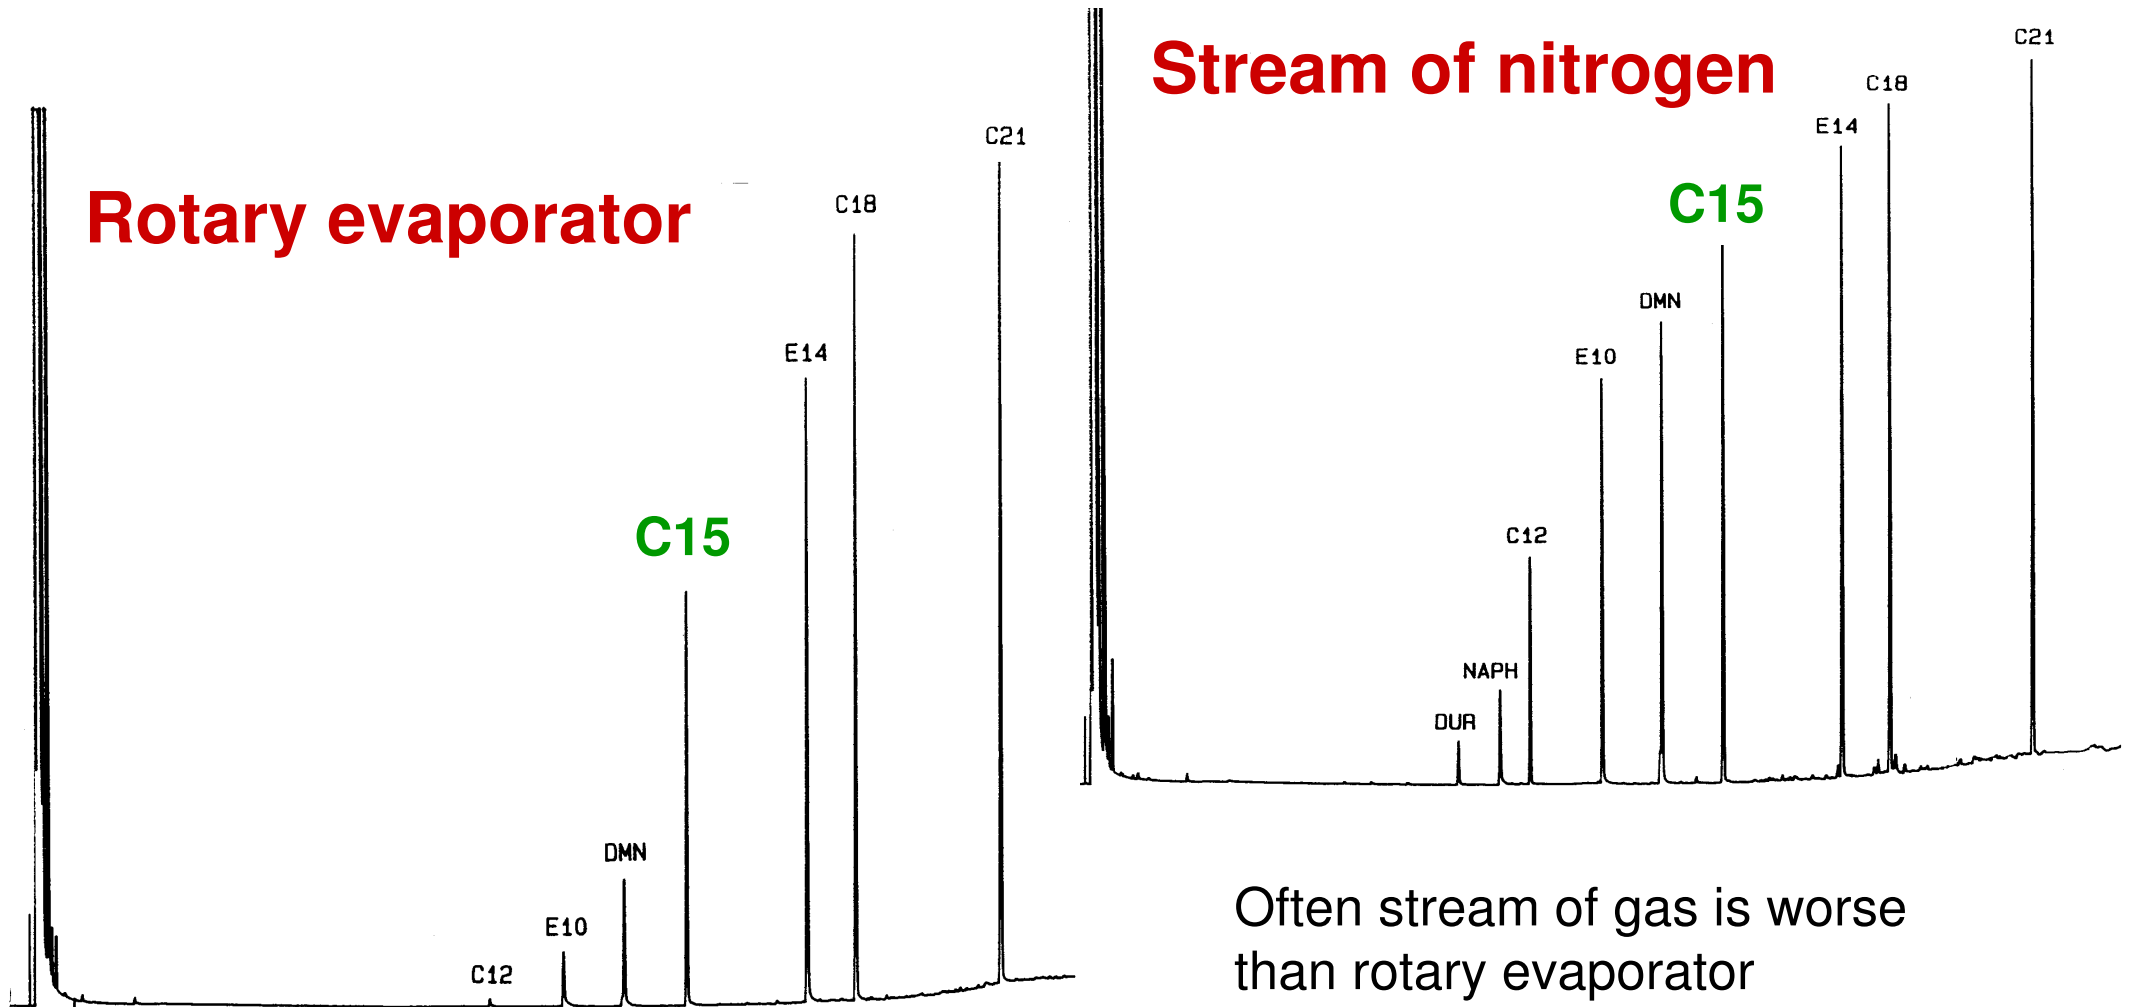 Rotary evaporator
C21
C18
E14
C15
DMN
E10
C12
Stream of nitrogen
C21
C18
E14
C15
DMN
E10
C12
NAPH
DUR
Often stream of gas is worse
than rotary evaporator